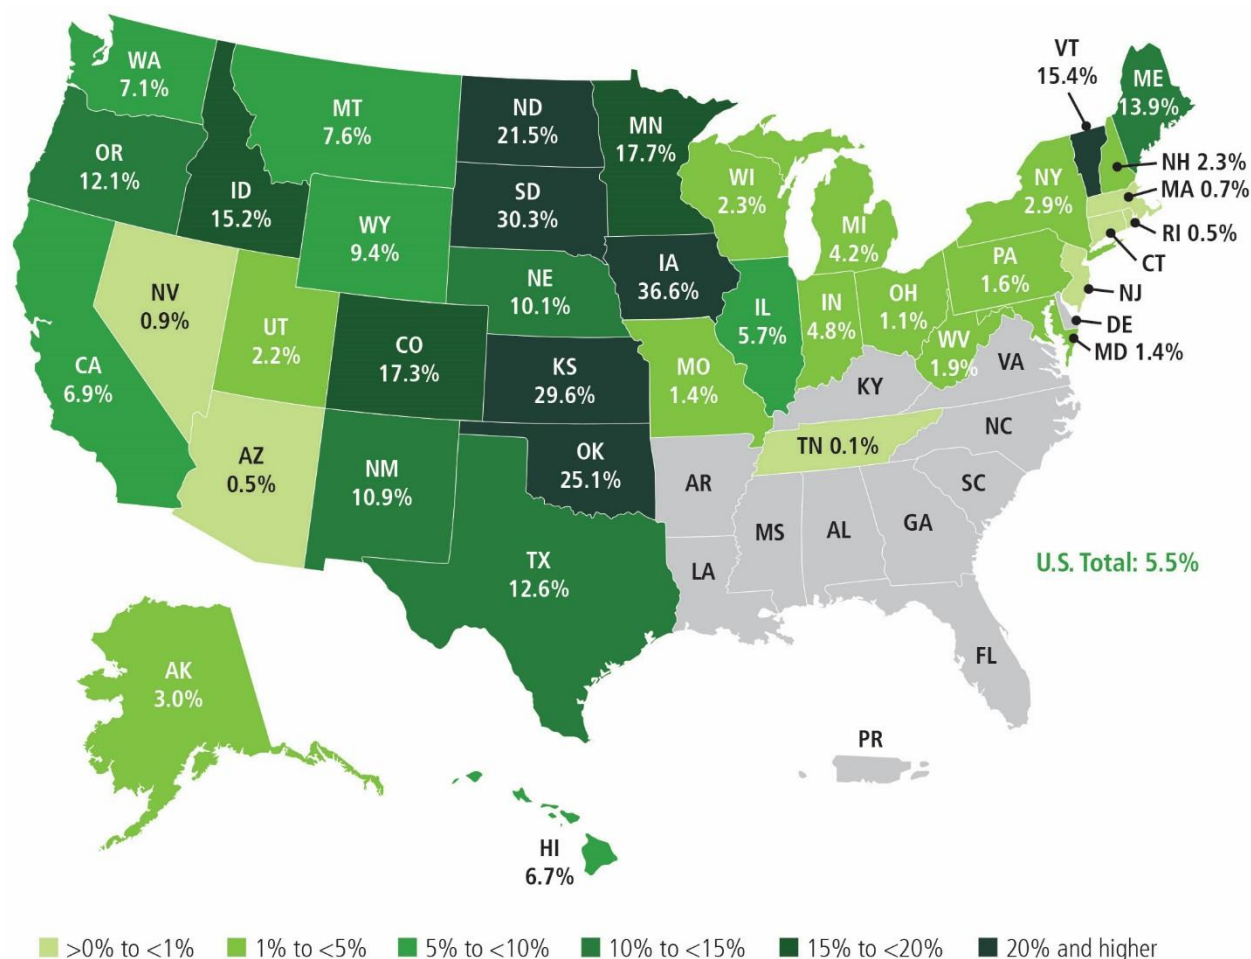 WA
7.1%
MT
7.6%
ND
21.5%
MN
17.7%
VT
15.4%
ME
13.9%
OR
12.1%
ID
15.2%
SD
30.3%
WI
2.3%
MI
4.2%
NY
2.9%
NH 2.3%
MA 0.7%
RI 0.5%
CT
NJ
DE
MD 1.4%
WY
9.4%
NE
10.1%
IA
36.6%
IL
5.7%
IN
4.8%
OH
1.1%
PA
1.6%
WV
1.9%
VA
NV
0.9%
UT
2.2%
CO
17.3%
KS
29.6%
MO
1.4%
KY
CA
6.9%
AZ
0.5%
NM
10.9%
OK
25.1%
AR
TN 0.1%
NC
SC
TX
12.6%
LA
MS
AL
GA
FL
U.S. Total: 5.5%
AK
3.0%
HI
6.7%
PR
>0% to <1%
1% to <5%
5% to <10%
10% to <15%
15% to <20%
20% and higher